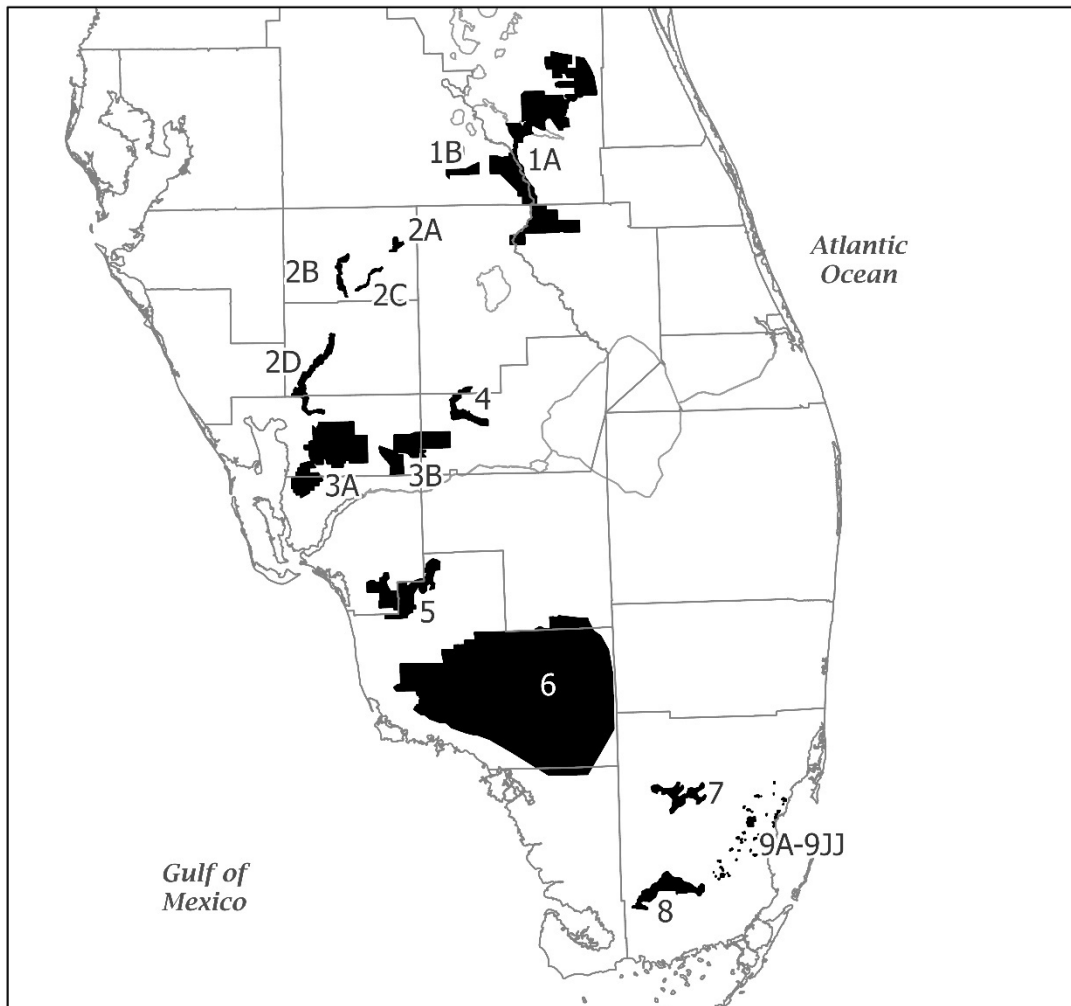 1B
1A
2A
Atlantic
Ocean
2B
2C
2D
4
3A
3B
5
6
7
9A-9JJ
Gulf of
Mexico
8